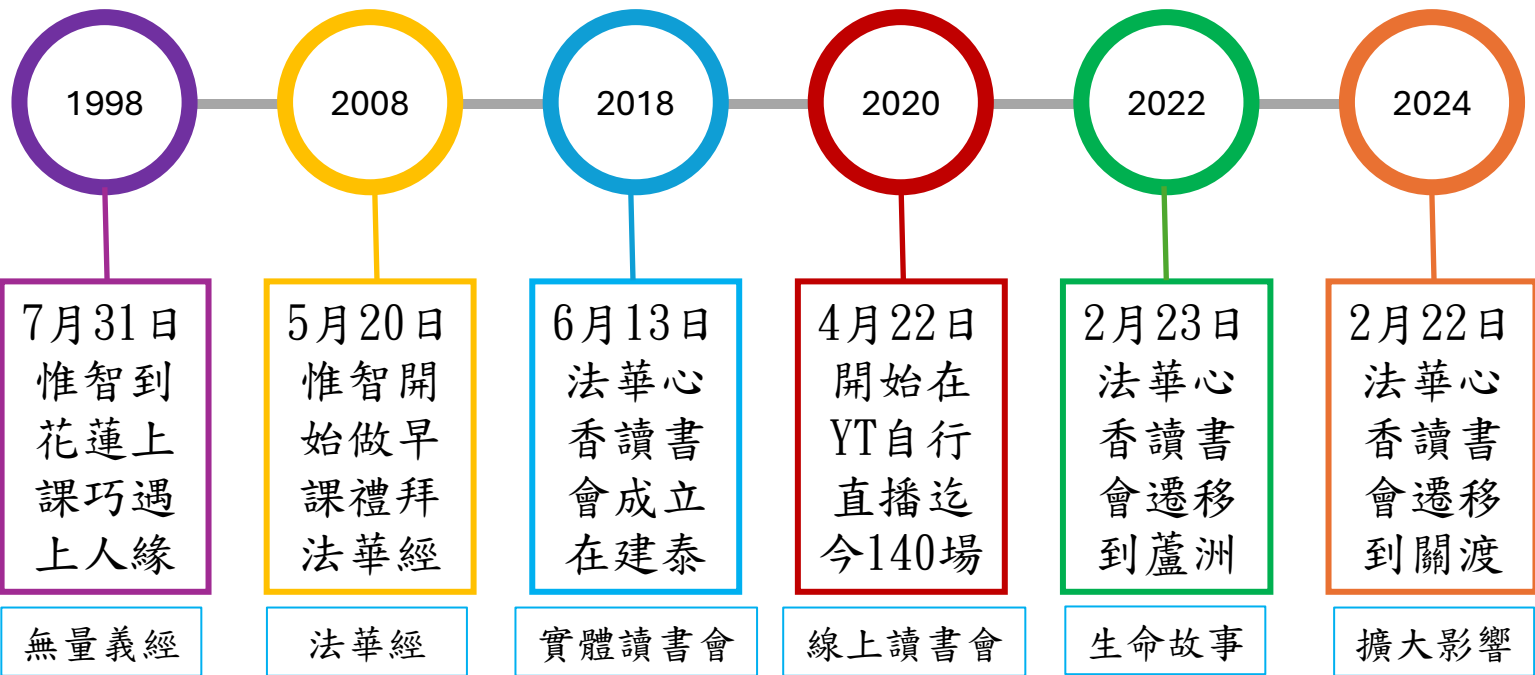 1998
2008
2018
2020
2022
2024
7月31日
惟智到
花蓮上
課巧遇
上人緣
5月20日
惟智開
始做早
課禮拜
法華經
6月13日
法華心
香讀書
會成立
在建泰
4月22日
開始在
YT自行
直播迄
今140場
2月23日
法華心
香讀書
會遷移
到蘆洲
2月22日
法華心
香讀書
會遷移
到關渡
無量義經
法華經
實體讀書會
線上讀書會
生命故事
擴大影響